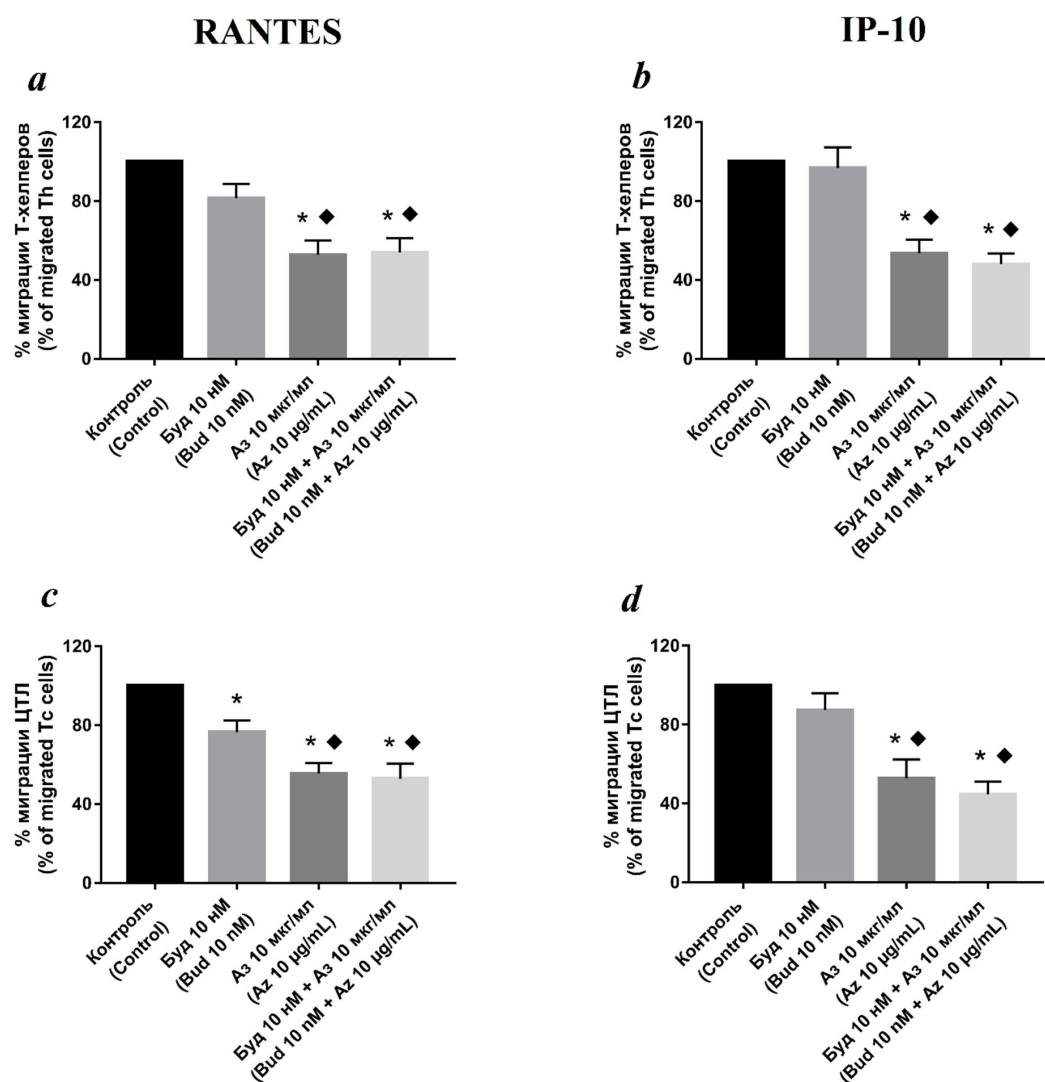 RANTES
IP-10
a
% миграции Т-хелперов
(% of migrated Th cells)
120
80
40
0
* ◆
* ◆
Контроль
(Control)
Буд 10 нМ
(Bud 10 nM)
Аз 10 мкг/мл
(Az 10 µg/mL)
Буд 10 нМ + Аз 10 мкг/мл
(Bud 10 nM + Az 10 µg/mL)
b
% миграции Т-хелперов
(% of migrated Th cells)
120
80
40
0
* ◆
* ◆
Контроль
(Control)
Буд 10 нМ
(Bud 10 nM)
Аз 10 мкг/мл
(Az 10 µg/mL)
Буд 10 нМ + Аз 10 мкг/мл
(Bud 10 nM + Az 10 µg/mL)
c
% миграции ЦТЛ
(% of migrated Tc cells)
120
80
40
0
*
* ◆
* ◆
Контроль
(Control)
Буд 10 нМ
(Bud 10 nM)
Аз 10 мкг/мл
(Az 10 µg/mL)
Буд 10 нМ + Аз 10 мкг/мл
(Bud 10 nM + Az 10 µg/mL)
d
% миграции ЦТЛ
(% of migrated Tc cells)
120
80
40
0
* ◆
* ◆
Контроль
(Control)
Буд 10 нМ
(Bud 10 nM)
Аз 10 мкг/мл
(Az 10 µg/mL)
Буд 10 нМ + Аз 10 мкг/мл
(Bud 10 nM + Az 10 µg/mL)